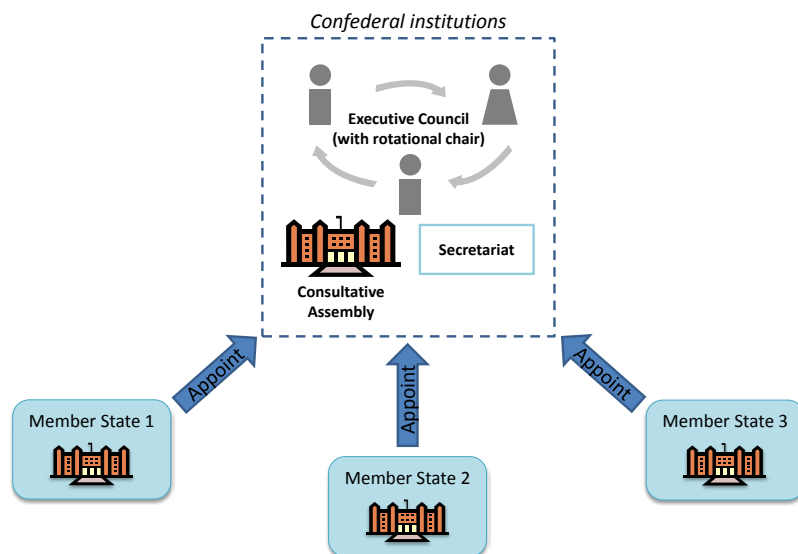 Confederal institutions
Executive Council
(with rotational chair)
Secretariat
Consultative
Assembly
Appoint
Appoint
Appoint
Member State 1
Member State 2
Member State 3